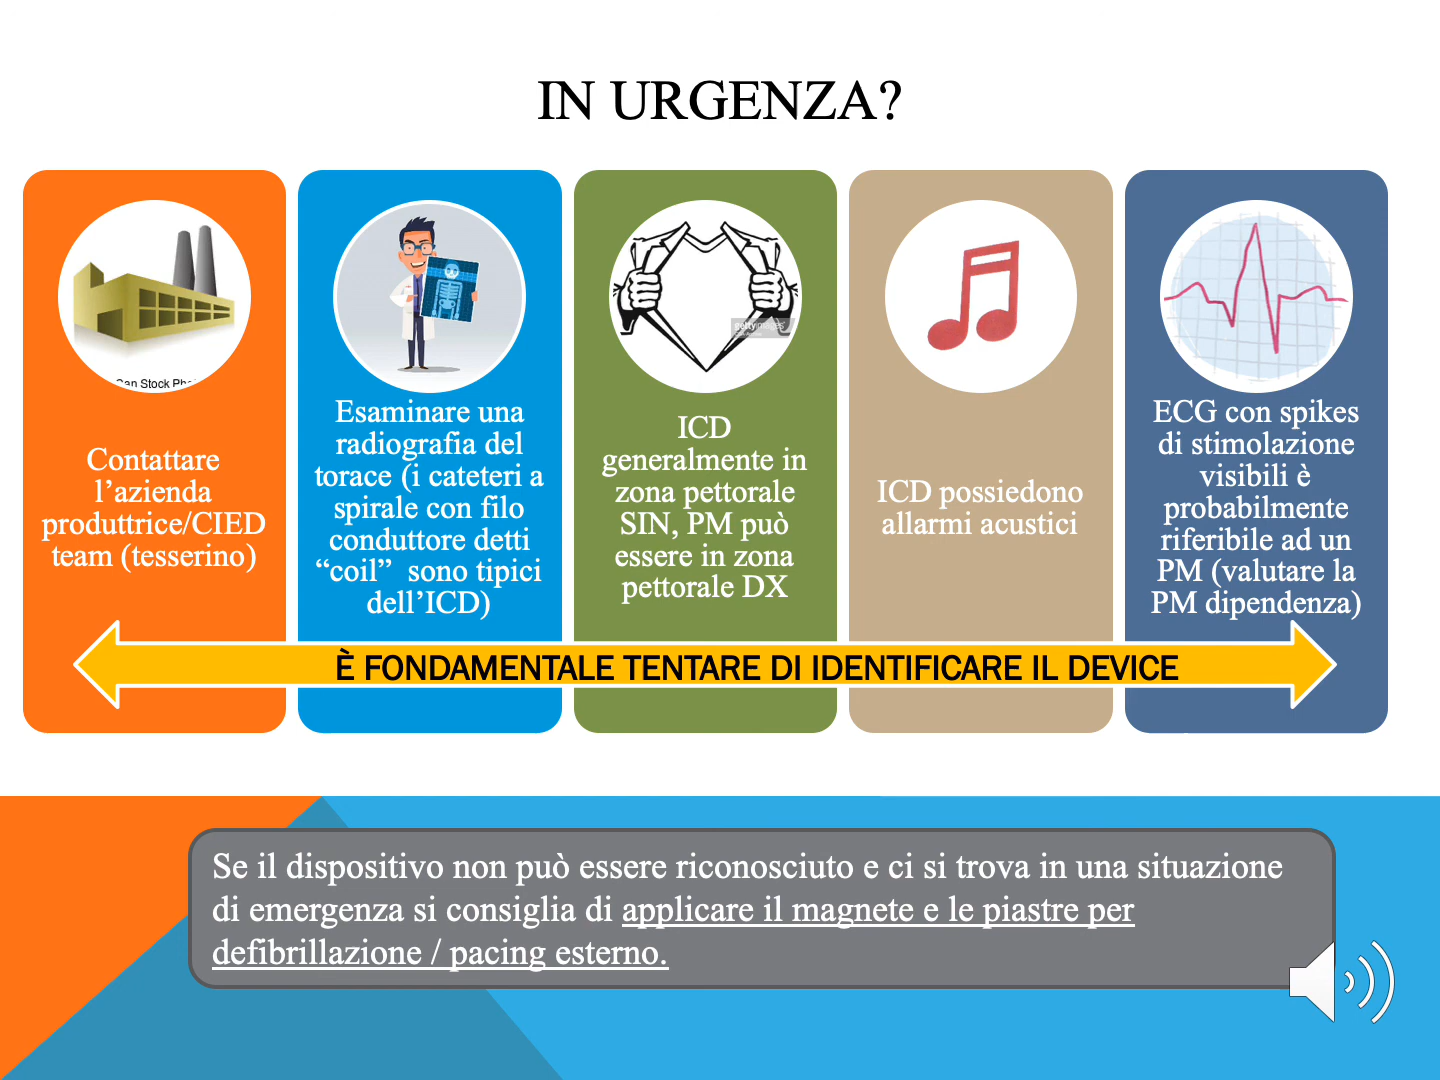 IN URGENZA?
Can Stock Pho
Contattare
l’azienda
produttrice/CIED
team (tesserino)
Esaminare una
radiografia del
torace (i cateteri a
spirale con filo
conduttore detti
“coil”  sono tipici
dell’ICD)
gettyimages
ICD
generalmente in
zona pettorale
SIN, PM può
essere in zona
pettorale DX
ICD possiedono
allarmi acustici
ECG con spikes
di stimolazione
visibili è
probabilmente
riferibile ad un
PM (valutare la
PM dipendenza)
È FONDAMENTALE TENTARE DI IDENTIFICARE IL DEVICE
Se il dispositivo non può essere riconosciuto e ci si trova in una situazione
di emergenza si consiglia di applicare il magnete e le piastre per
defibrillazione / pacing esterno.